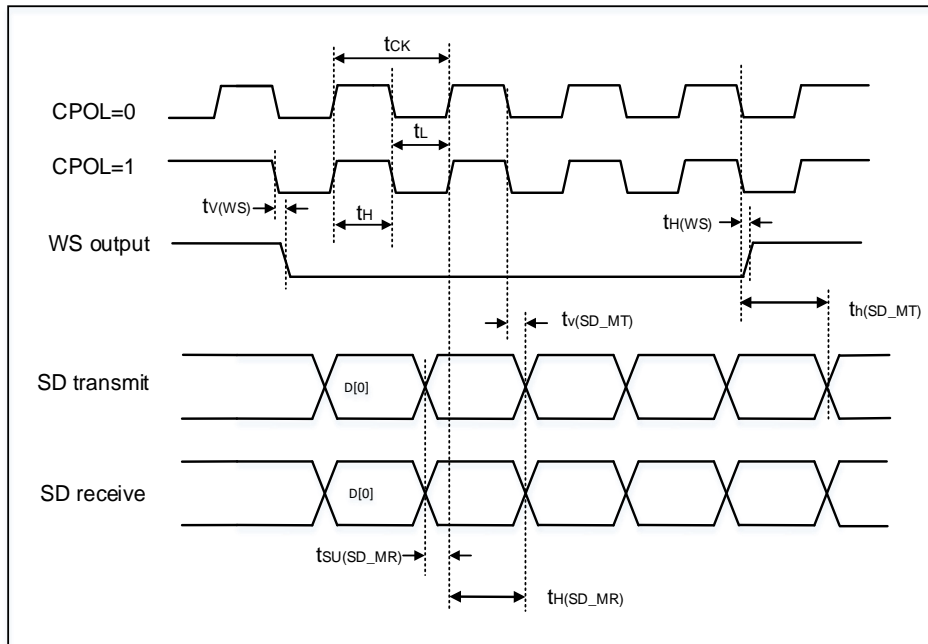 tCK
CPOL=0
tL
CPOL=1
tV(WS)
tH
tH(WS)
WS output
tv(SD_MT)
th(SD_MT)
SD transmit
D[0]
SD receive
D[0]
tSU(SD_MR)
tH(SD_MR)